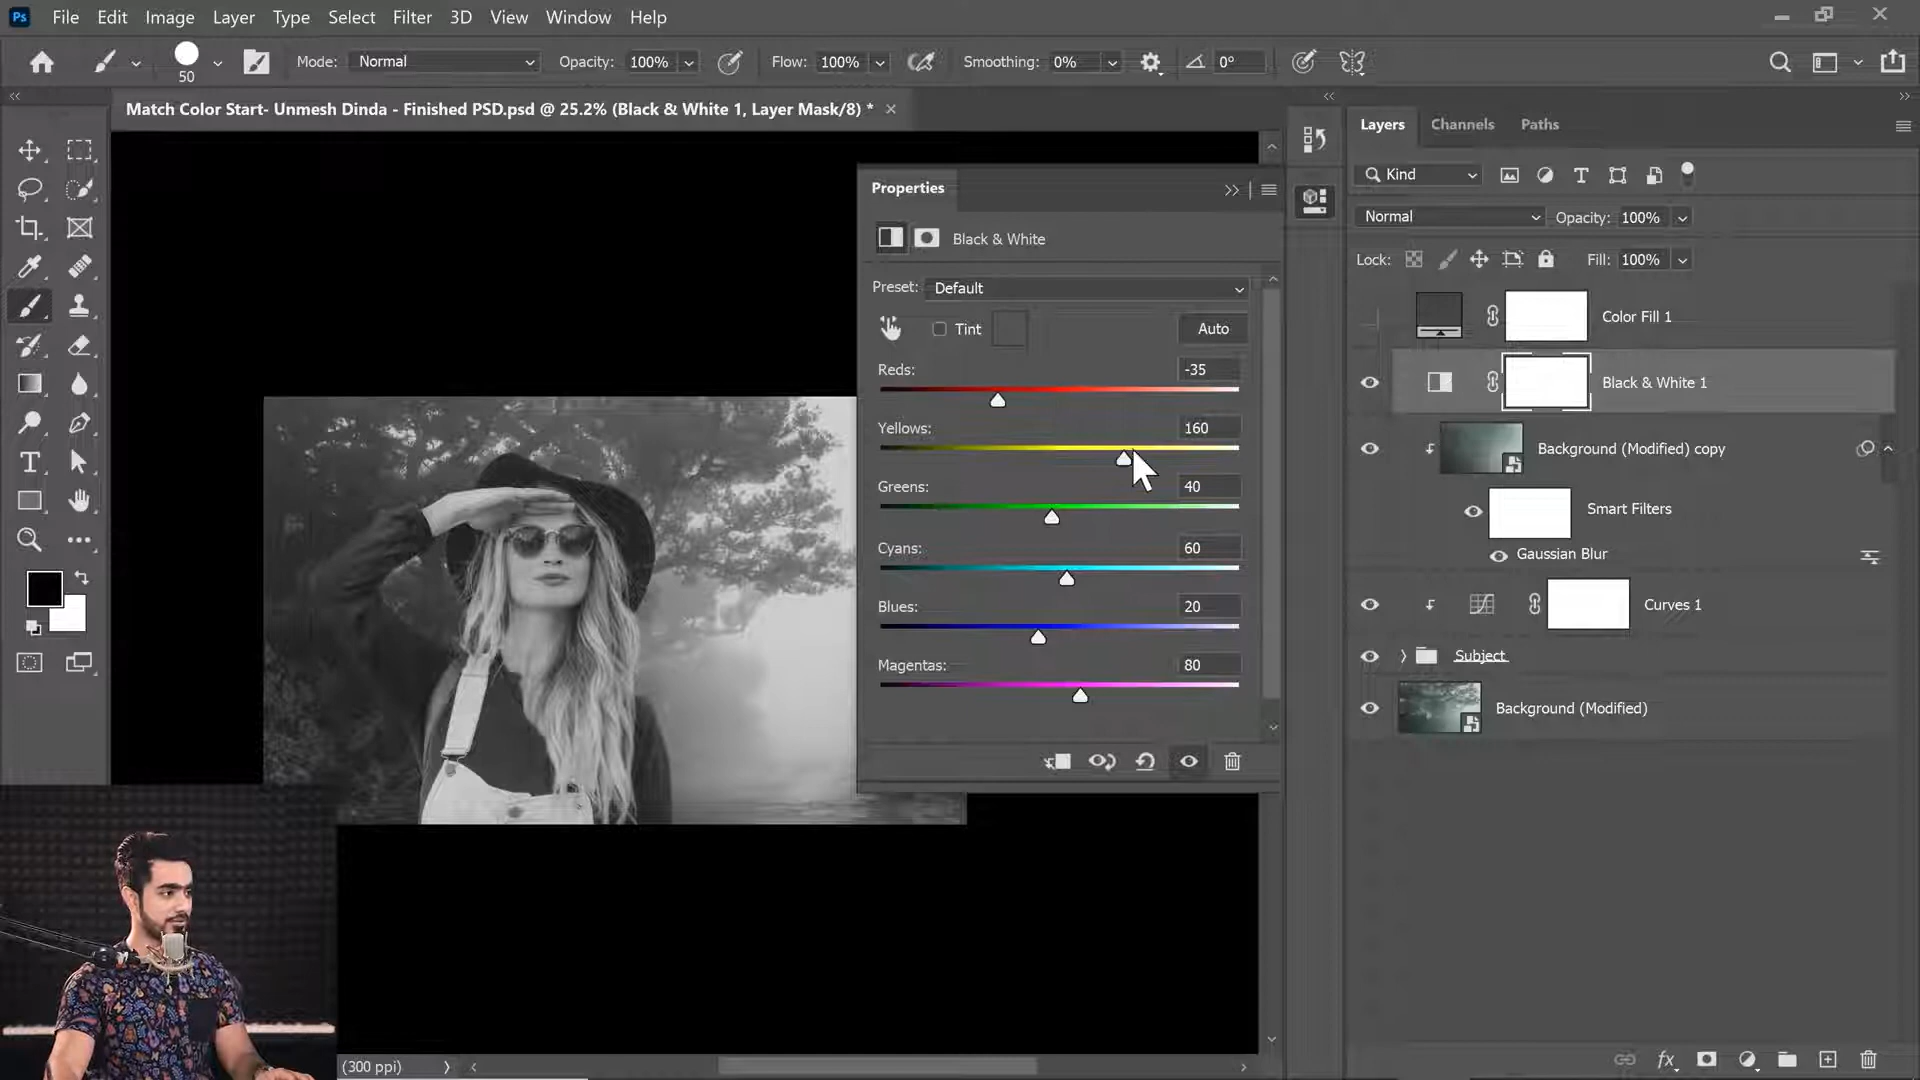 Ps File Edit Image Layer Type Select Filter 3D View Window Help
50 Mode: Normal Opacity: 100% Flow: 100% Smoothing: 0% 0°
Match Color Start- Unmesh Dinda - Finished PSD.psd @ 25.2% (Black & White 1, Layer Mask/8) *
Properties
Black & White
Preset: Default
Tint Auto
Reds: -35
Yellows: 160
Greens: 40
Cyans: 60
Blues: 20
Magentas: 80
Layers Channels Paths
Kind
Normal Opacity: 100%
Lock: Fill: 100%
Color Fill 1
Black & White 1
Background (Modified) copy
Smart Filters
Gaussian Blur
Curves 1
Subject
Background (Modified)
(300 ppi)
fx